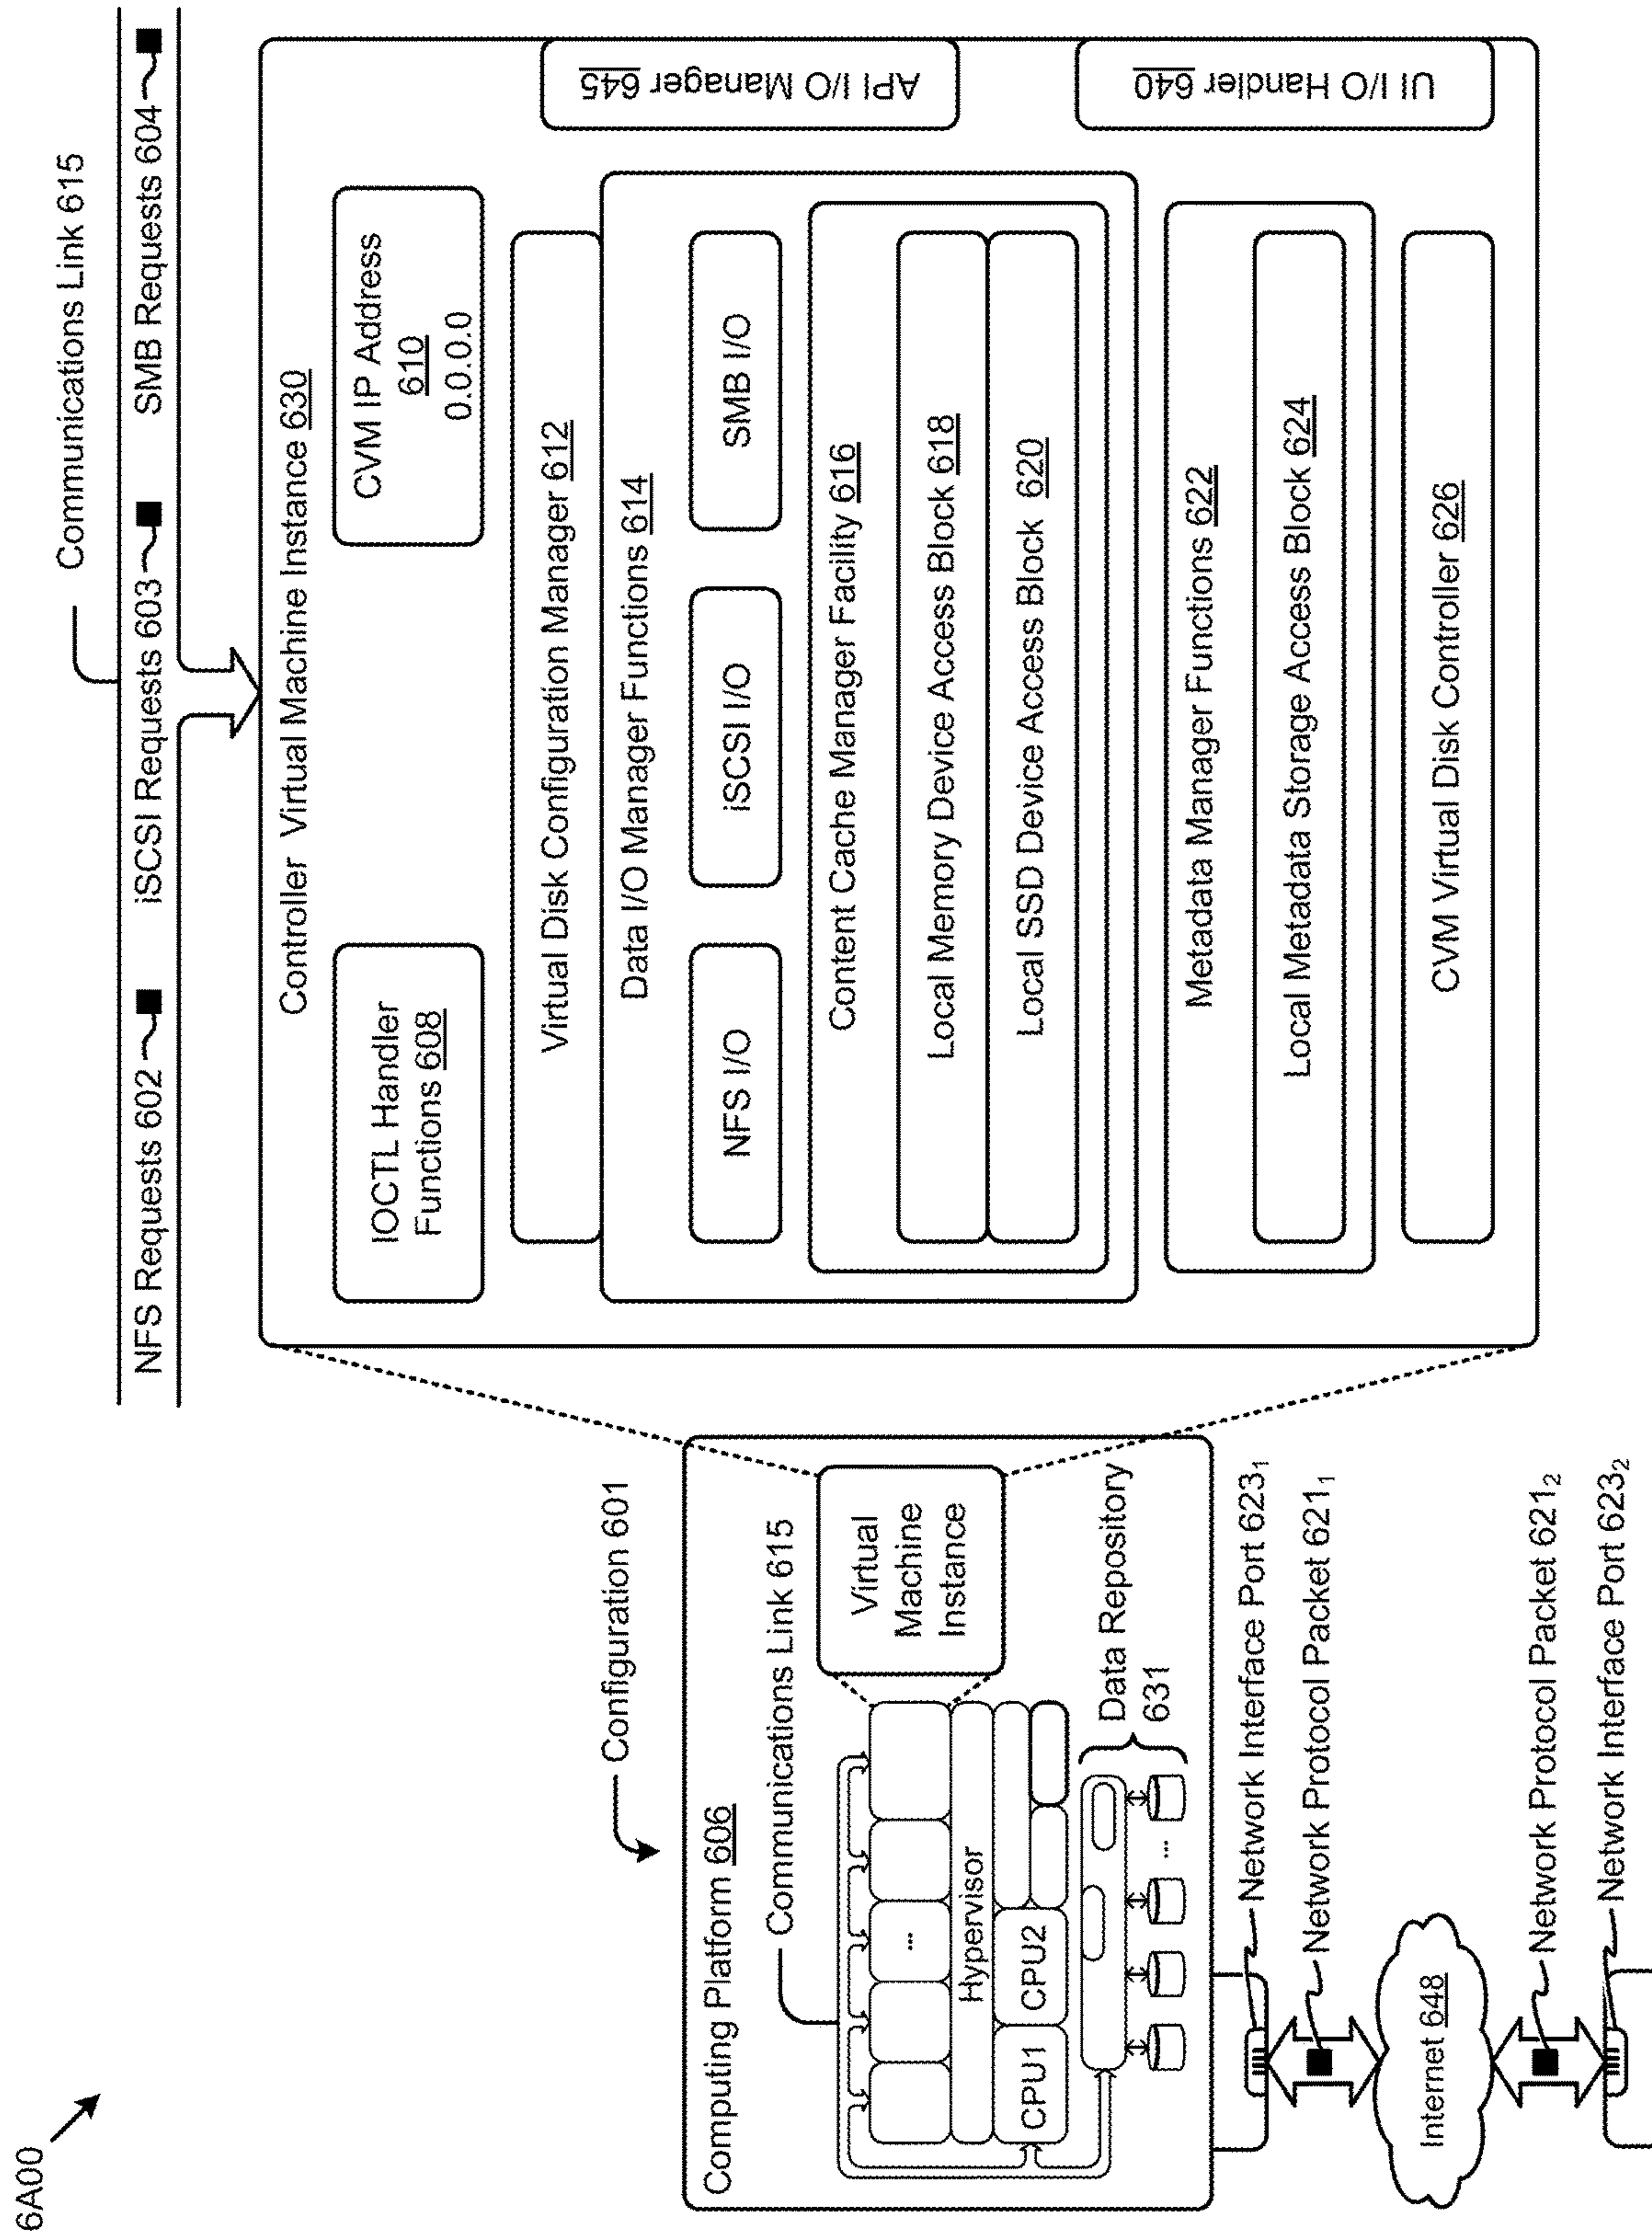 6A00
Configuration 601
Computing Platform 606
Communications Link 615
...
Hypervisor
CPU1
CPU2
Virtual
Machine
Instance
Data Repository
631
...
Network Interface Port 623₁
Network Protocol Packet 621₁
Internet 648
Network Protocol Packet 621₂
Network Interface Port 623₂
Communications Link 615
NFS Requests 602
iSCSI Requests 603
SMB Requests 604
Controller Virtual Machine Instance 630
IOCTL Handler
Functions 608
CVM IP Address
610
0.0.0.0
Virtual Disk Configuration Manager 612
Data I/O Manager Functions 614
NFS I/O
iSCSI I/O
SMB I/O
Content Cache Manager Facility 616
Local Memory Device Access Block 618
Local SSD Device Access Block 620
Metadata Manager Functions 622
Local Metadata Storage Access Block 624
CVM Virtual Disk Controller 626
API I/O Manager 645
UI I/O Handler 640